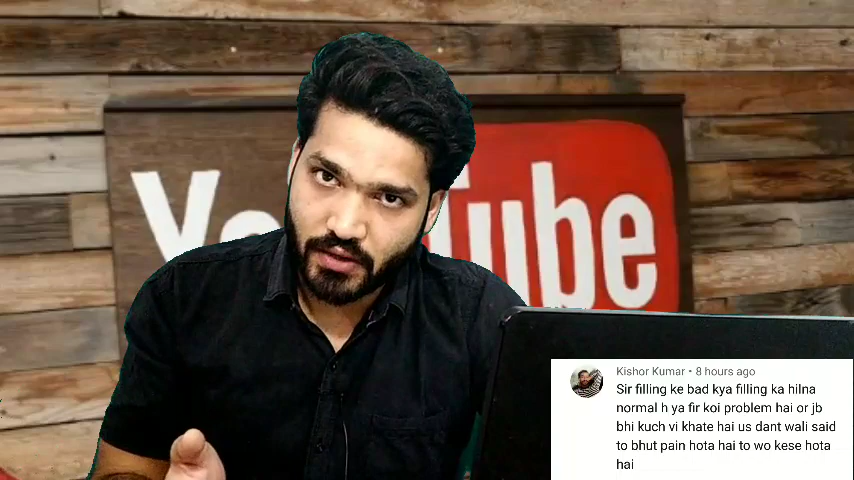 YouTube
Kishor Kumar • 8 hours ago
Sir filling ke bad kya filling ka hilna
normal h ya fir koi problem hai or jb
bhi kuch vi khate hai us dant wali said
to bhut pain hota hai to wo kese hota
hai